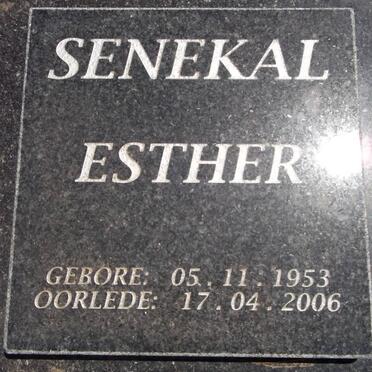 SENEKAL
ESTHER
GEBORE: 05 . 11 . 1953
OORLEDE: 17 . 04 . 2006